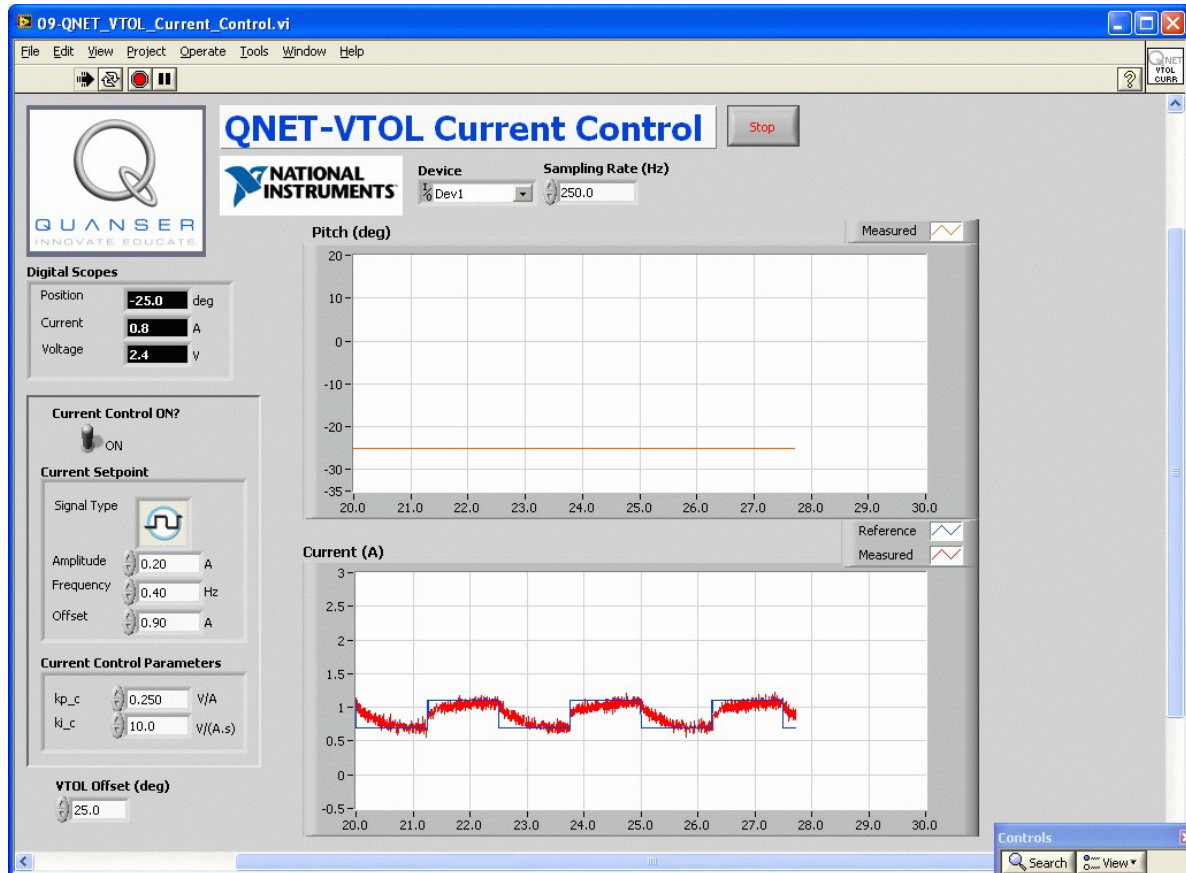 09-QNET_VTOL_Current_Control.vi
File Edit View Project Operate Tools Window Help
QNET
VTOL
CURR
QUANSER
INNOVATE. EDUCATE.
QNET-VTOL Current Control
Stop
NATIONAL
INSTRUMENTS
Device
I/O Dev1
Sampling Rate (Hz)
250.0
Digital Scopes
Position -25.0 deg
Current 0.8 A
Voltage 2.4 V
Current Control ON?
ON
Current Setpoint
Signal Type
Amplitude 0.20 A
Frequency 0.40 Hz
Offset 0.90 A
Current Control Parameters
kp_c 0.250 V/A
ki_c 10.0 V/(A.s)
VTOL Offset (deg)
25.0
Pitch (deg)
Measured
20
10
0
-10
-20
-30
-35
20.0 21.0 22.0 23.0 24.0 25.0 26.0 27.0 28.0 29.0 30.0
Current (A)
Reference
Measured
3
2.5
2
1.5
1
0.5
0
-0.5
20.0 21.0 22.0 23.0 24.0 25.0 26.0 27.0 28.0 29.0 30.0
Controls
Search View